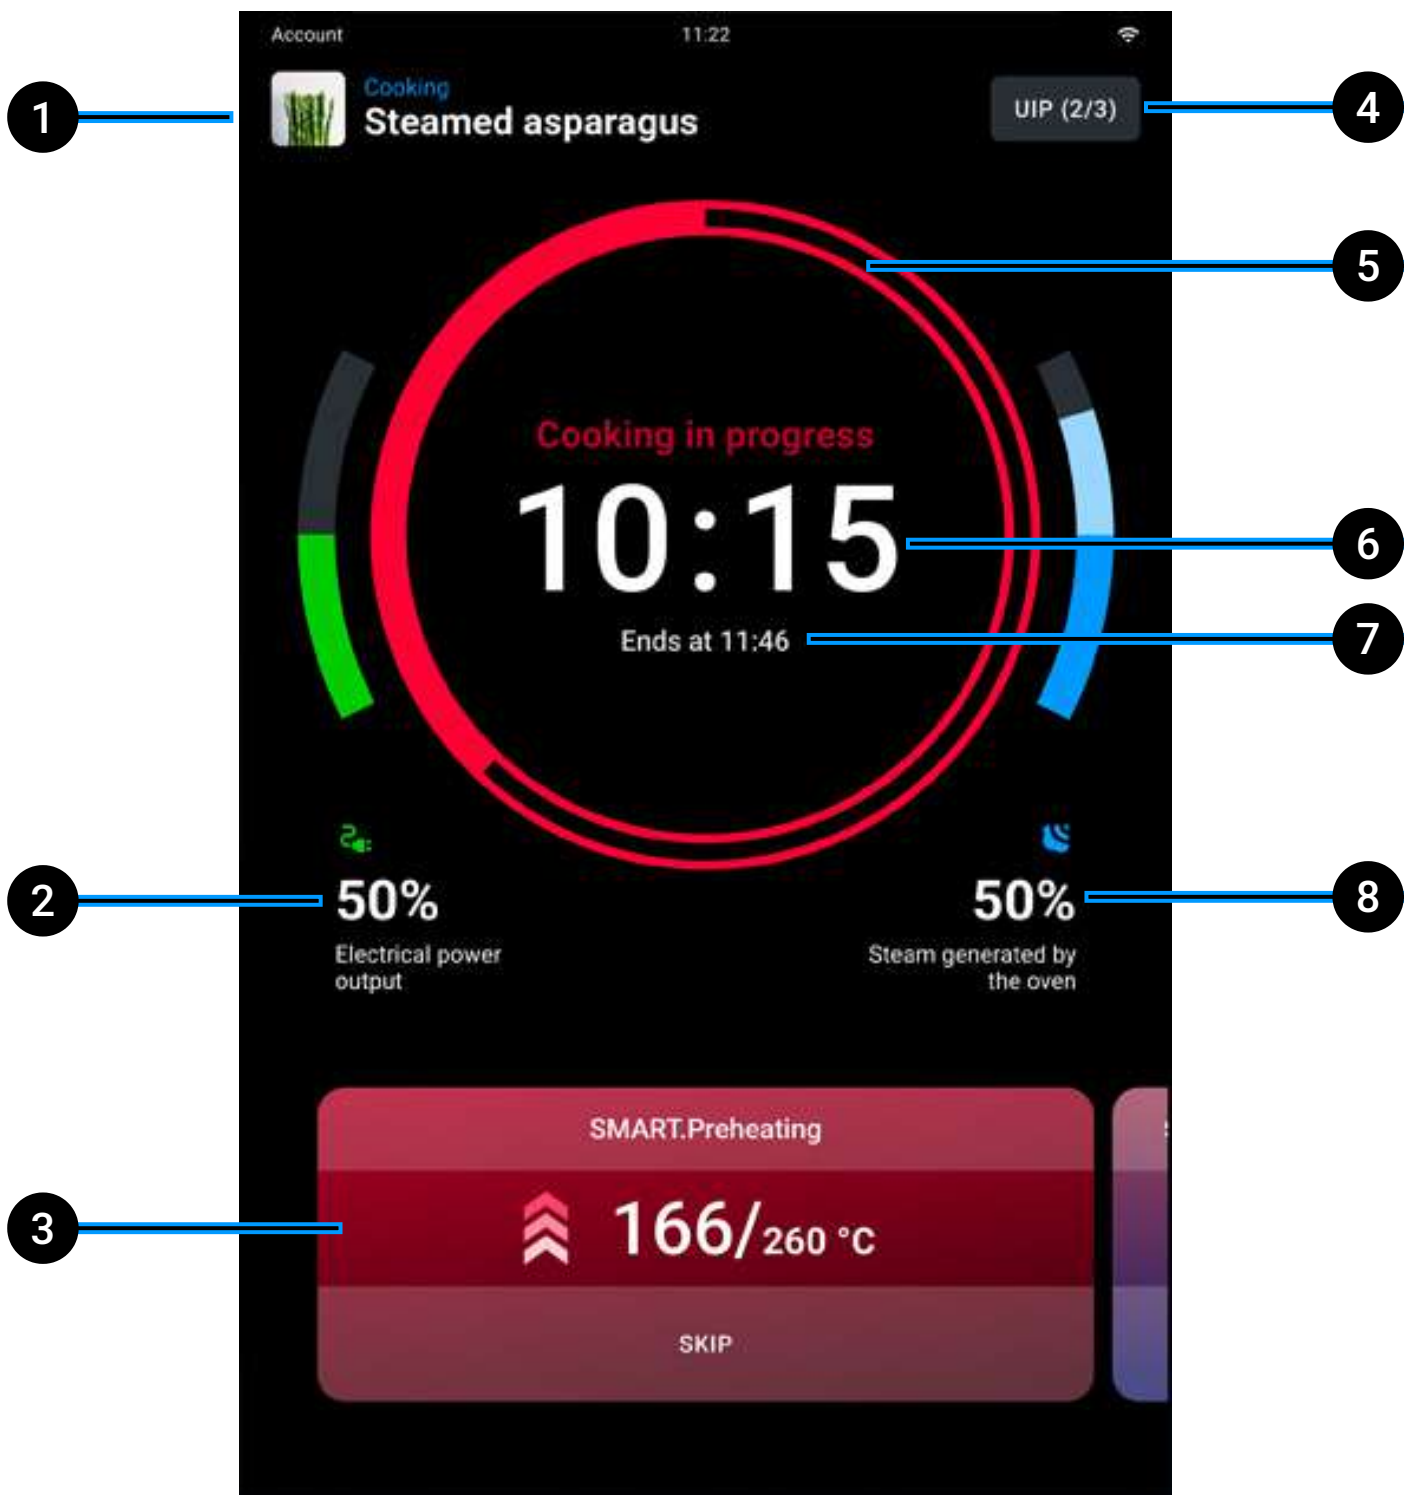 Account
11:22
1
Cooking
Steamed asparagus
UIP (2/3)
4
5
Cooking in progress
10:15
6
Ends at 11:46
7
2
50%
Electrical power
output
50%
8
Steam generated by
the oven
SMART.Preheating
3
166/260 °C
SKIP